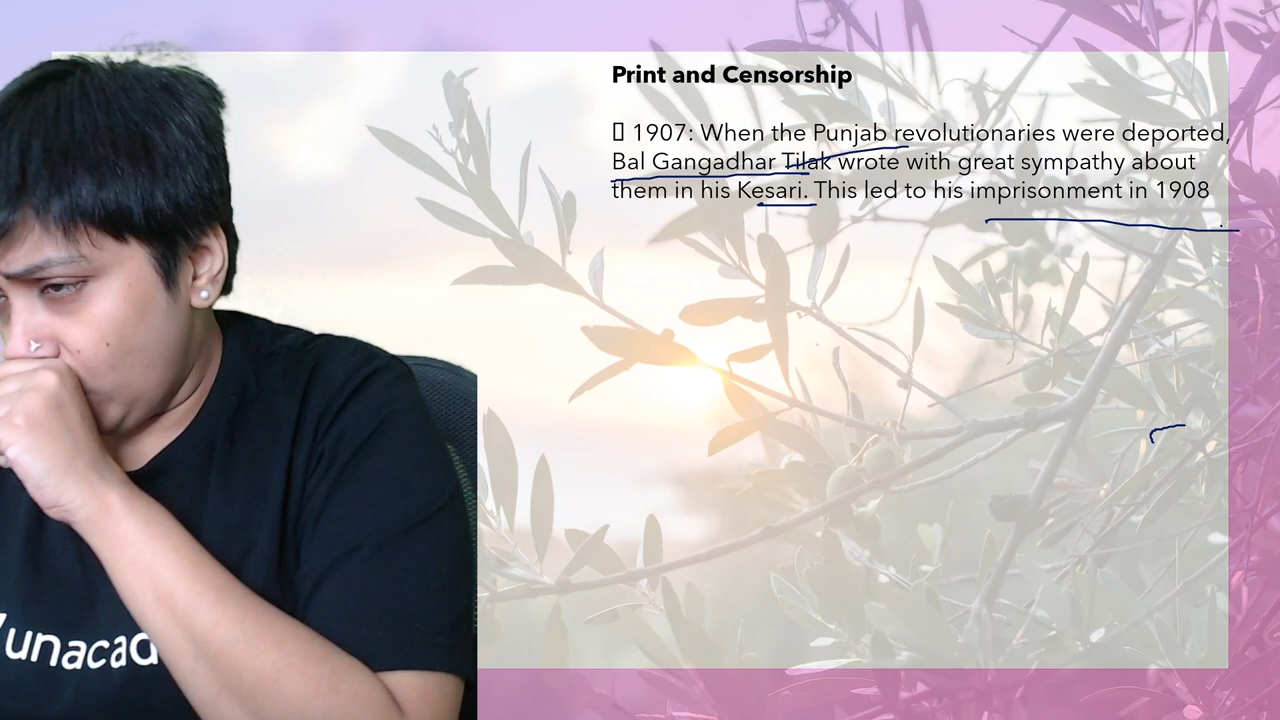 Print and Censorship
▯ 1907: When the Punjab revolutionaries were deported,
Bal Gangadhar Tilak wrote with great sympathy about
them in his Kesari. This led to his imprisonment in 1908
unacad